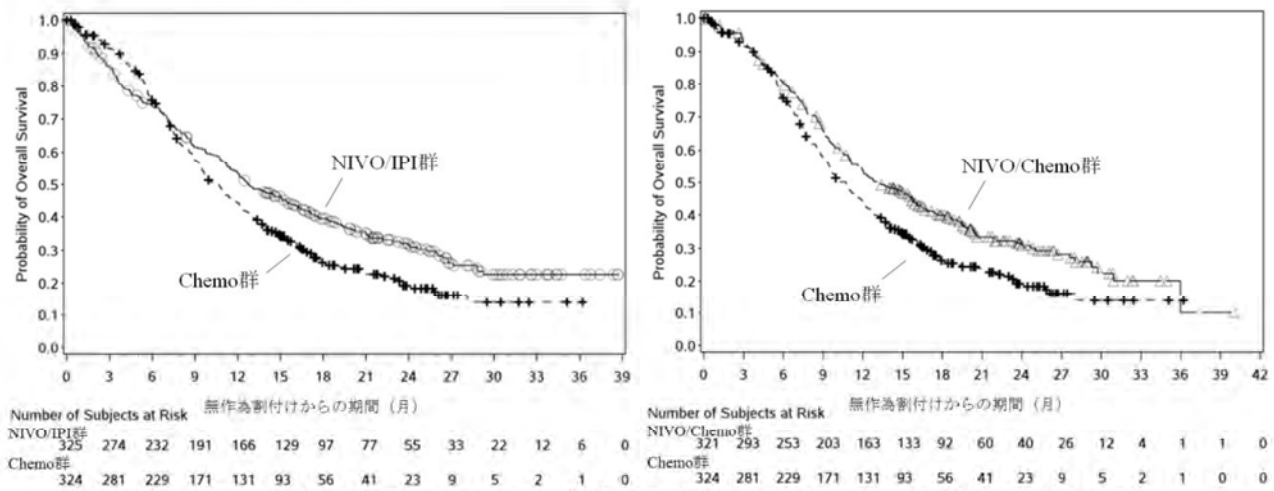 Probability of Overall Survival
1.0
0.9
0.8
0.7
0.6
0.5
0.4
0.3
0.2
0.1
0.0
NIVO/IPI群
Chemo群
0 3 6 9 12 15 18 21 24 27 30 33 36 39
無作為割付けからの期間（月）
Number of Subjects at Risk
NIVO/IPI群
325 274 232 191 166 129 97 77 55 33 22 12 6 0
Chemo群
324 281 229 171 131 93 56 41 23 9 5 2 1 0
Probability of Overall Survival
1.0
0.9
0.8
0.7
0.6
0.5
0.4
0.3
0.2
0.1
0.0
NIVO/Chemo群
Chemo群
0 3 6 9 12 15 18 21 24 27 30 33 36 39 42
無作為割付けからの期間（月）
Number of Subjects at Risk
NIVO/Chemo群
321 293 253 203 163 133 92 60 40 26 12 4 1 1 0
Chemo群
324 281 229 171 131 93 56 41 23 9 5 2 1 0 0